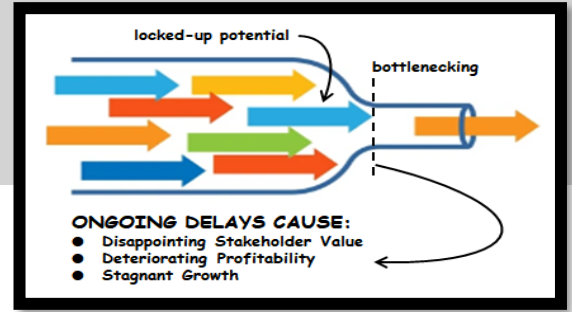 locked-up potential
bottlenecking
ONGOING DELAYS CAUSE:
● Disappointing Stakeholder Value
● Deteriorating Profitability
● Stagnant Growth